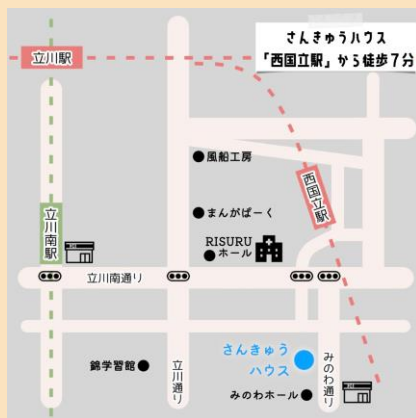 さんきゅうハウス
「西国立駅」から徒歩7分
立川駅
風船工房
西国立駅
まんがぱーく
立川南駅
RISURU
ホール
立川南通り
さんきゅう
ハウス
錦学習館
立川通り
みのわ通り
みのわホール